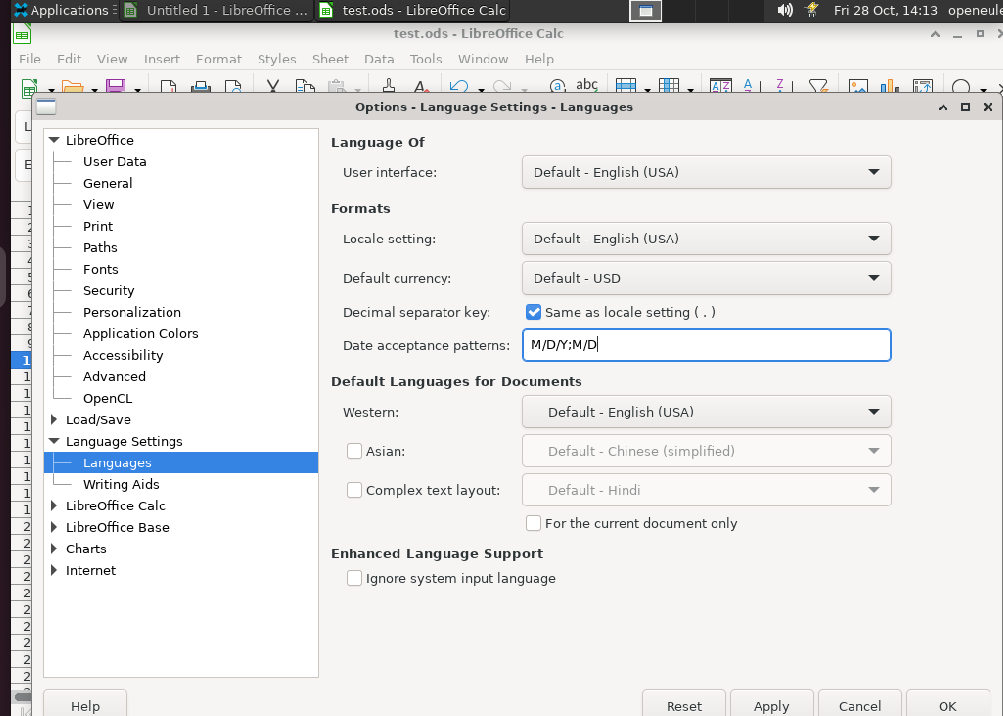 Applications
Untitled 1 - LibreOffice ...
test.ods - LibreOffice Calc
Fri 28 Oct, 14:13
openeule
test.ods - LibreOffice Calc
File Edit View Insert Format Styles Sheet Data Tools Window Help
Options - Language Settings - Languages
LibreOffice
User Data
General
View
Print
Paths
Fonts
Security
Personalization
Application Colors
Accessibility
Advanced
OpenCL
Load/Save
Language Settings
Languages
Writing Aids
LibreOffice Calc
LibreOffice Base
Charts
Internet
Language Of
User interface: Default - English (USA)
Formats
Locale setting: Default - English (USA)
Default currency: Default - USD
Decimal separator key: Same as locale setting ( . )
Date acceptance patterns: M/D/Y;M/D
Default Languages for Documents
Western: Default - English (USA)
Asian: Default - Chinese (simplified)
Complex text layout: Default - Hindi
For the current document only
Enhanced Language Support
Ignore system input language
Help Reset Apply Cancel OK